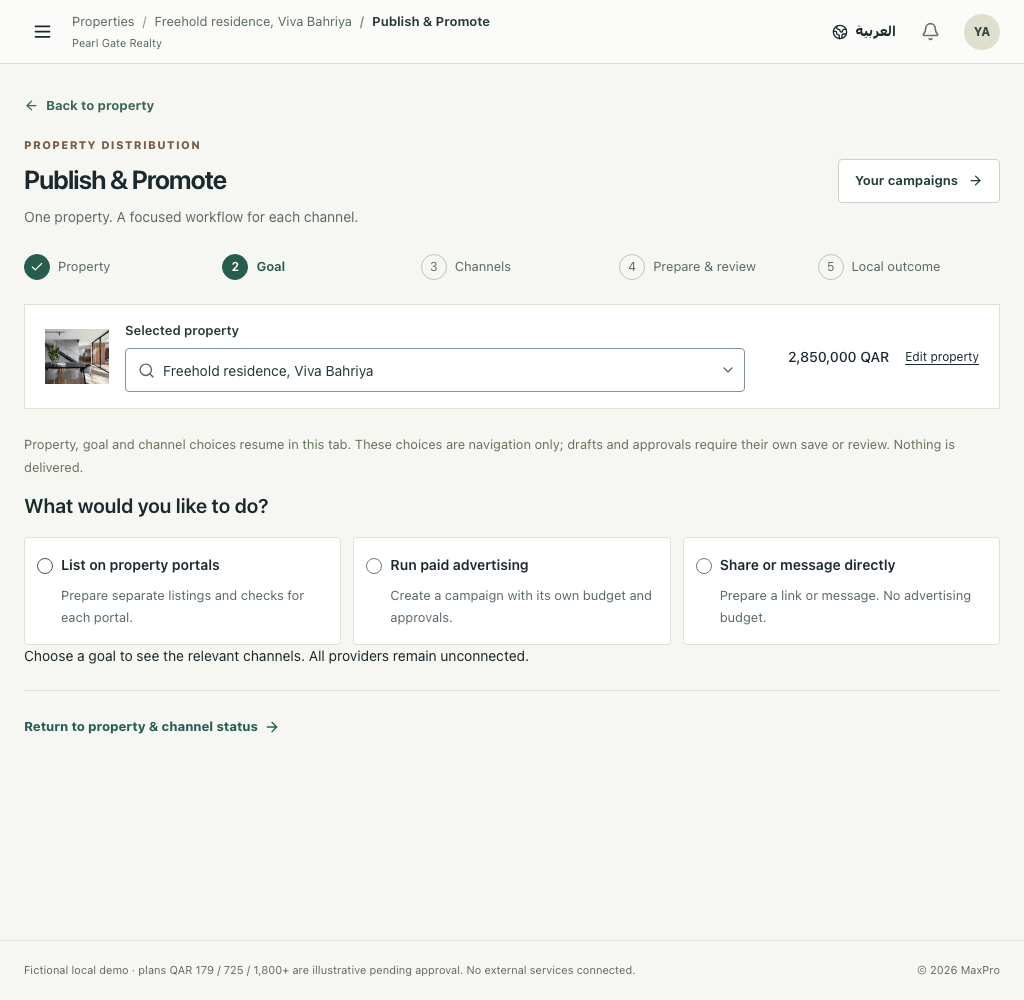 Properties / Freehold residence, Viva Bahriya / Publish & Promote
Pearl Gate Realty
العربية
YA
Back to property
PROPERTY DISTRIBUTION
Publish & Promote
Your campaigns
One property. A focused workflow for each channel.
Property
2 Goal
3 Channels
4 Prepare & review
5 Local outcome
Selected property
Freehold residence, Viva Bahriya
2,850,000 QAR
Edit property
Property, goal and channel choices resume in this tab. These choices are navigation only; drafts and approvals require their own save or review. Nothing is
delivered.
What would you like to do?
List on property portals
Prepare separate listings and checks for
each portal.
Run paid advertising
Create a campaign with its own budget and
approvals.
Share or message directly
Prepare a link or message. No advertising
budget.
Choose a goal to see the relevant channels. All providers remain unconnected.
Return to property & channel status
Fictional local demo · plans QAR 179 / 725 / 1,800+ are illustrative pending approval. No external services connected.
© 2026 MaxPro